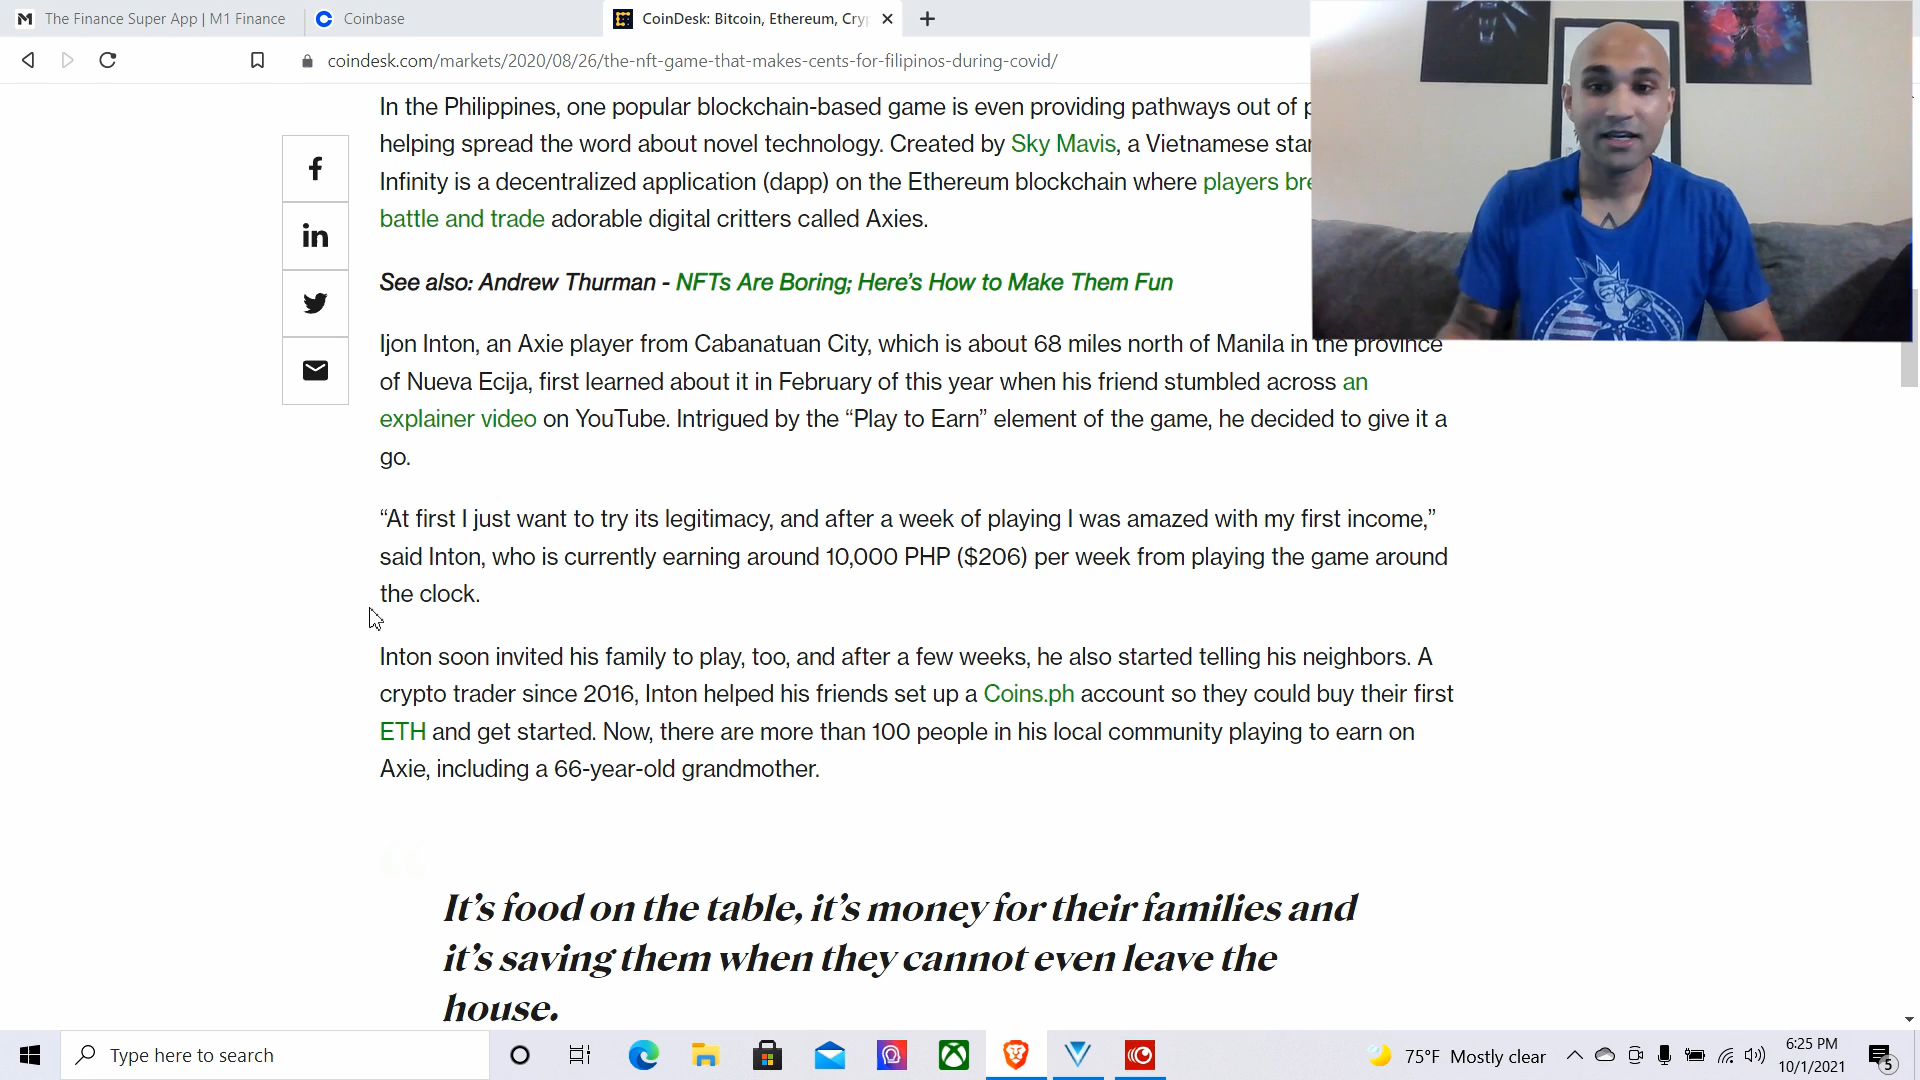 The Finance Super App | M1 Finance
Coinbase
CoinDesk: Bitcoin, Ethereum, Cry
coindesk.com/markets/2020/08/26/the-nft-game-that-makes-cents-for-filipinos-during-covid/
In the Philippines, one popular blockchain-based game is even providing pathways out of
helping spread the word about novel technology. Created by Sky Mavis, a Vietnamese
Infinity is a decentralized application (dapp) on the Ethereum blockchain where players
battle and trade adorable digital critters called Axies.
See also: Andrew Thurman - NFTs Are Boring; Here's How to Make Them Fun
Ijon Inton, an Axie player from Cabanatuan City, which is about 68 miles north of Manila in the province
of Nueva Ecija, first learned about it in February of this year when his friend stumbled across an
explainer video on YouTube. Intrigued by the “Play to Earn” element of the game, he decided to give it a
go.
“At first I just want to try its legitimacy, and after a week of playing I was amazed with my first income,”
said Inton, who is currently earning around 10,000 PHP ($206) per week from playing the game around
the clock.
Inton soon invited his family to play, too, and after a few weeks, he also started telling his neighbors. A
crypto trader since 2016, Inton helped his friends set up a Coins.ph account so they could buy their first
ETH and get started. Now, there are more than 100 people in his local community playing to earn on
Axie, including a 66-year-old grandmother.
It's food on the table, it's money for their families and
it's saving them when they cannot even leave the
house.
Type here to search
75°F Mostly clear
6:25 PM
10/1/2021
5